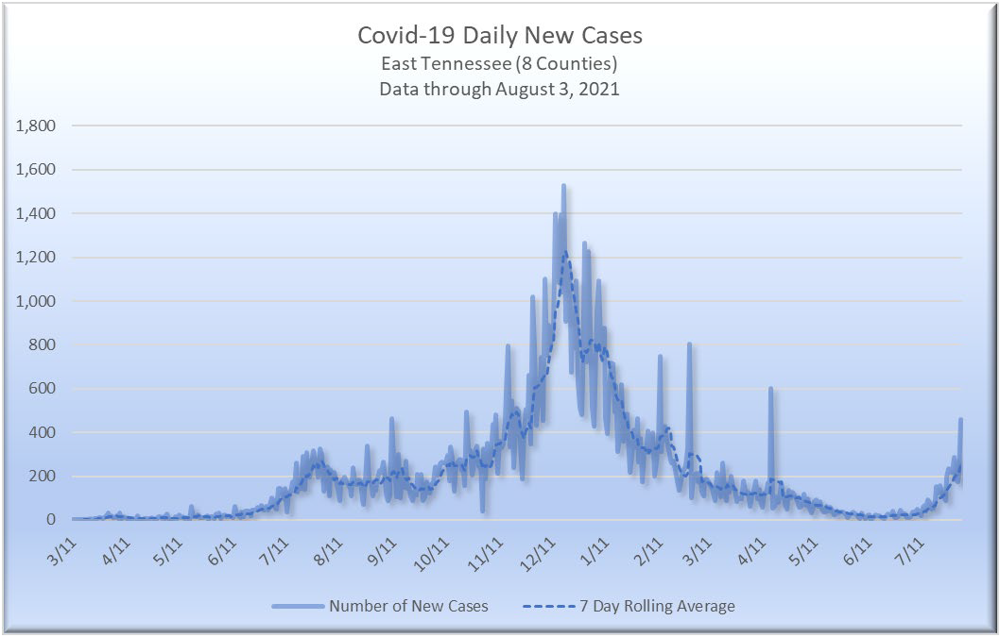 Covid-19 Daily New Cases
East Tennessee (8 Counties)
Data through August 3, 2021
1,800
1,600
1,400
1,200
1,000
800
600
400
200
0
3/11 4/11 5/11 6/11 7/11 8/11 9/11 10/11 11/11 12/11 1/11 2/11 3/11 4/11 5/11 6/11 7/11
Number of New Cases 7 Day Rolling Average